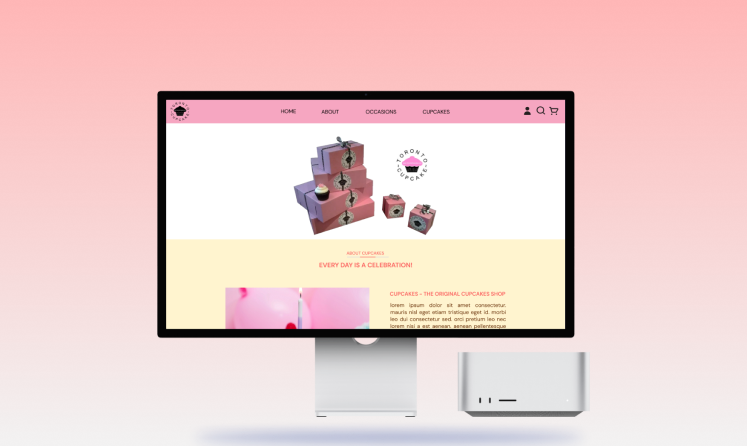 HOME ABOUT OCCASIONS CUPCAKES
TORONTO
CUPCAKE
ABOUT CUPCAKES
EVERY DAY IS A CELEBRATION!
CUPCAKES - THE ORIGINAL CUPCAKES SHOP
lorem ipsum dolor sit amet consectetur,
mauris nisl eget etiam tristique eget id. morbi
leo dui consectetur sed, orci pretium leo nec
lorem nisl a est aenean, aenean pellentesque